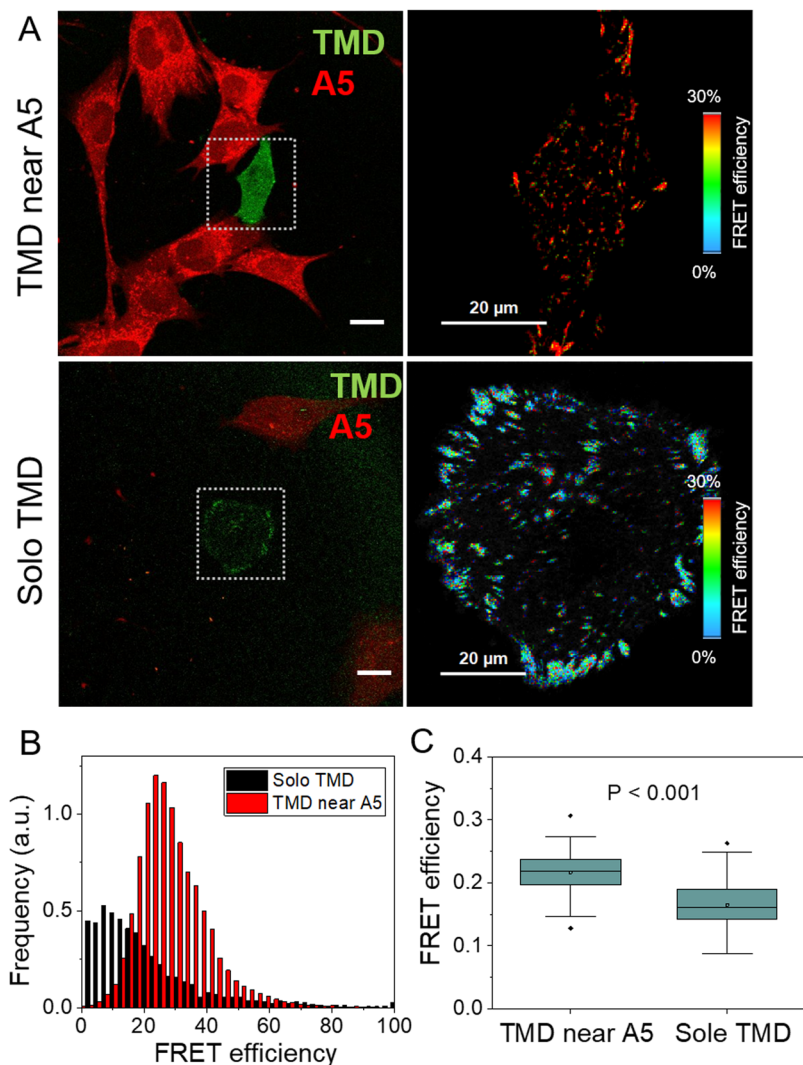 A
TMD near A5
TMD
A5
30%
FRET efficiency
0%
20 µm
Solo TMD
TMD
A5
30%
FRET efficiency
0%
20 µm
B
Frequency (a.u.)
1.0
0.5
0.0
Solo TMD
TMD near A5
0 20 40 60 80 100
FRET efficiency
C
FRET efficiency
0.4
0.3
0.2
0.1
0.0
P < 0.001
TMD near A5 Sole TMD